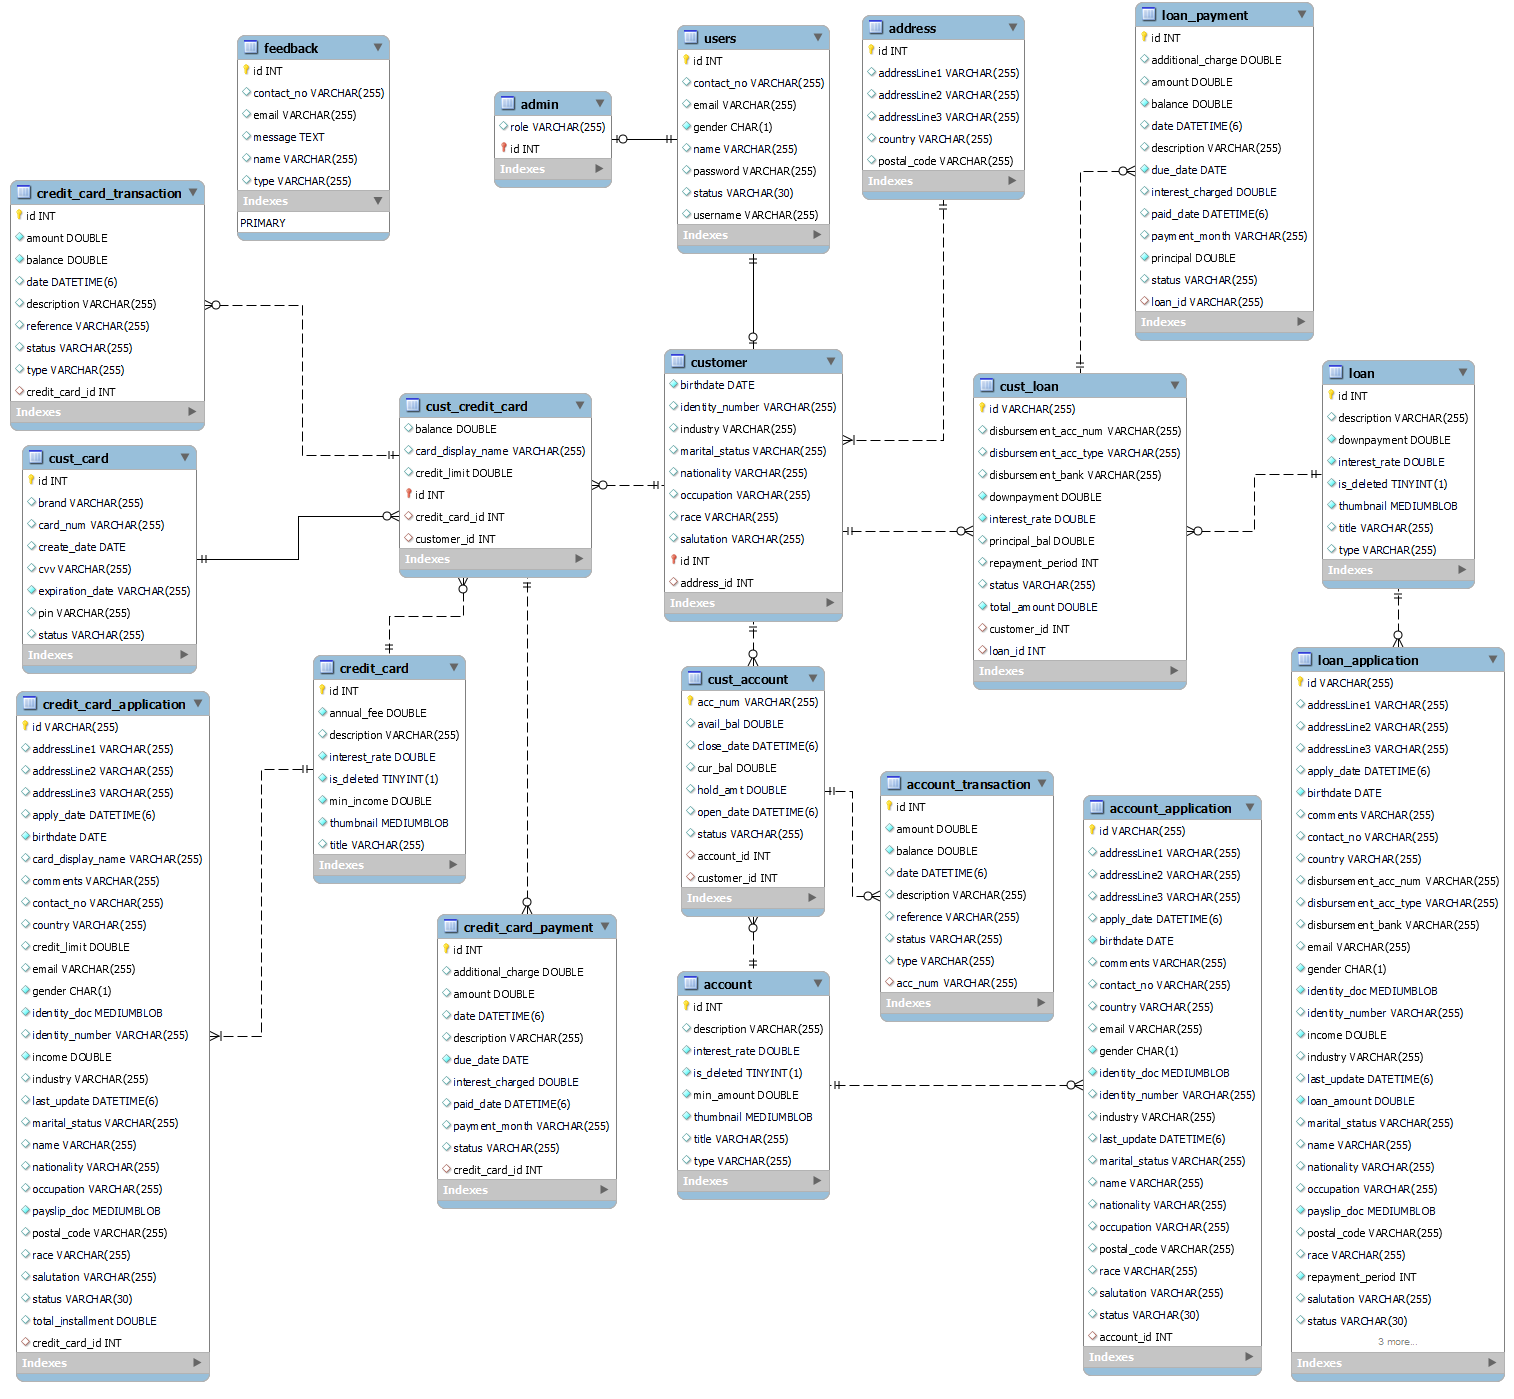 feedback
id INT
contact_no VARCHAR(255)
email VARCHAR(255)
message TEXT
name VARCHAR(255)
type VARCHAR(255)
Indexes
PRIMARY
admin
role VARCHAR(255)
id INT
Indexes
users
id INT
contact_no VARCHAR(255)
email VARCHAR(255)
gender CHAR(1)
name VARCHAR(255)
password VARCHAR(255)
status VARCHAR(30)
username VARCHAR(255)
Indexes
address
id INT
addressLine1 VARCHAR(255)
addressLine2 VARCHAR(255)
addressLine3 VARCHAR(255)
country VARCHAR(255)
postal_code VARCHAR(255)
Indexes
loan_payment
id INT
additional_charge DOUBLE
amount DOUBLE
balance DOUBLE
date DATETIME(6)
description VARCHAR(255)
due_date DATE
interest_charged DOUBLE
paid_date DATETIME(6)
payment_month VARCHAR(255)
principal DOUBLE
status VARCHAR(255)
loan_id VARCHAR(255)
Indexes
credit_card_transaction
id INT
amount DOUBLE
balance DOUBLE
date DATETIME(6)
description VARCHAR(255)
reference VARCHAR(255)
status VARCHAR(255)
type VARCHAR(255)
credit_card_id INT
Indexes
cust_card
id INT
brand VARCHAR(255)
card_num VARCHAR(255)
create_date DATE
cvv VARCHAR(255)
expiration_date VARCHAR(255)
pin VARCHAR(255)
status VARCHAR(255)
Indexes
cust_credit_card
balance DOUBLE
card_display_name VARCHAR(255)
credit_limit DOUBLE
id INT
credit_card_id INT
customer_id INT
Indexes
customer
birthdate DATE
identity_number VARCHAR(255)
industry VARCHAR(255)
marital_status VARCHAR(255)
nationality VARCHAR(255)
occupation VARCHAR(255)
race VARCHAR(255)
salutation VARCHAR(255)
id INT
address_id INT
Indexes
cust_loan
id VARCHAR(255)
disbursement_acc_num VARCHAR(255)
disbursement_acc_type VARCHAR(255)
disbursement_bank VARCHAR(255)
downpayment DOUBLE
interest_rate DOUBLE
principal_bal DOUBLE
repayment_period INT
status VARCHAR(255)
total_amount DOUBLE
customer_id INT
loan_id INT
Indexes
loan
id INT
description VARCHAR(255)
downpayment DOUBLE
interest_rate DOUBLE
is_deleted TINYINT(1)
thumbnail MEDIUMBLOB
title VARCHAR(255)
type VARCHAR(255)
Indexes
credit_card_application
id VARCHAR(255)
addressLine1 VARCHAR(255)
addressLine2 VARCHAR(255)
addressLine3 VARCHAR(255)
apply_date DATETIME(6)
birthdate DATE
card_display_name VARCHAR(255)
comments VARCHAR(255)
contact_no VARCHAR(255)
country VARCHAR(255)
credit_limit DOUBLE
email VARCHAR(255)
gender CHAR(1)
identity_doc MEDIUMBLOB
identity_number VARCHAR(255)
income DOUBLE
industry VARCHAR(255)
last_update DATETIME(6)
marital_status VARCHAR(255)
name VARCHAR(255)
nationality VARCHAR(255)
occupation VARCHAR(255)
payslip_doc MEDIUMBLOB
postal_code VARCHAR(255)
race VARCHAR(255)
salutation VARCHAR(255)
status VARCHAR(30)
total_installment DOUBLE
credit_card_id INT
Indexes
credit_card
id INT
annual_fee DOUBLE
description VARCHAR(255)
interest_rate DOUBLE
is_deleted TINYINT(1)
min_income DOUBLE
thumbnail MEDIUMBLOB
title VARCHAR(255)
Indexes
credit_card_payment
id INT
additional_charge DOUBLE
amount DOUBLE
date DATETIME(6)
description VARCHAR(255)
due_date DATE
interest_charged DOUBLE
paid_date DATETIME(6)
payment_month VARCHAR(255)
status VARCHAR(255)
credit_card_id INT
Indexes
cust_account
acc_num VARCHAR(255)
avail_bal DOUBLE
close_date DATETIME(6)
cur_bal DOUBLE
hold_amt DOUBLE
open_date DATETIME(6)
status VARCHAR(255)
account_id INT
customer_id INT
Indexes
account
id INT
description VARCHAR(255)
interest_rate DOUBLE
is_deleted TINYINT(1)
min_amount DOUBLE
thumbnail MEDIUMBLOB
title VARCHAR(255)
type VARCHAR(255)
Indexes
account_transaction
id INT
amount DOUBLE
balance DOUBLE
date DATETIME(6)
description VARCHAR(255)
reference VARCHAR(255)
status VARCHAR(255)
type VARCHAR(255)
acc_num VARCHAR(255)
Indexes
account_application
id VARCHAR(255)
addressLine1 VARCHAR(255)
addressLine2 VARCHAR(255)
addressLine3 VARCHAR(255)
apply_date DATETIME(6)
birthdate DATE
comments VARCHAR(255)
contact_no VARCHAR(255)
country VARCHAR(255)
email VARCHAR(255)
gender CHAR(1)
identity_doc MEDIUMBLOB
identity_number VARCHAR(255)
industry VARCHAR(255)
last_update DATETIME(6)
marital_status VARCHAR(255)
name VARCHAR(255)
nationality VARCHAR(255)
occupation VARCHAR(255)
postal_code VARCHAR(255)
race VARCHAR(255)
salutation VARCHAR(255)
status VARCHAR(30)
account_id INT
Indexes
loan_application
id VARCHAR(255)
addressLine1 VARCHAR(255)
addressLine2 VARCHAR(255)
addressLine3 VARCHAR(255)
apply_date DATETIME(6)
birthdate DATE
comments VARCHAR(255)
contact_no VARCHAR(255)
country VARCHAR(255)
disbursement_acc_num VARCHAR(255)
disbursement_acc_type VARCHAR(255)
disbursement_bank VARCHAR(255)
email VARCHAR(255)
gender CHAR(1)
identity_doc MEDIUMBLOB
identity_number VARCHAR(255)
income DOUBLE
industry VARCHAR(255)
last_update DATETIME(6)
loan_amount DOUBLE
marital_status VARCHAR(255)
name VARCHAR(255)
nationality VARCHAR(255)
occupation VARCHAR(255)
payslip_doc MEDIUMBLOB
postal_code VARCHAR(255)
race VARCHAR(255)
repayment_period INT
salutation VARCHAR(255)
status VARCHAR(30)
3 more...
Indexes